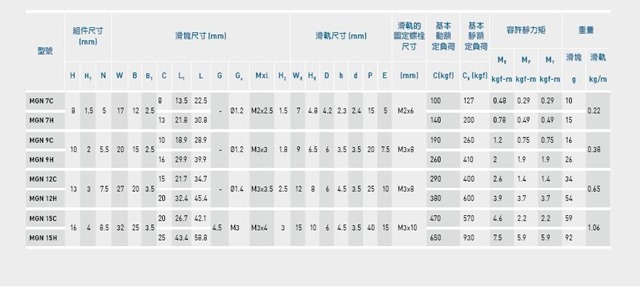 型號 組件尺寸 (mm) 滑塊尺寸 (mm) 滑軌尺寸 (mm) 滑軌的固定螺栓尺寸 基本動額定負荷 基本靜額定負荷 容許靜力矩 重量
MR MP MY 滑塊 滑軌
H H1 N W B B1 C L1 L G Gn Mxl H2 WR HR D h d P E (mm) C(kgf) C0(kgf) kgf-m kgf-m kgf-m g kg/m
MGN 7C 8 1.5 5 17 12 2.5 8 13.5 22.5 - Ø1.2 M2x2.5 1.5 7 4.8 4.2 2.3 2.4 15 5 M2x6 100 127 0.48 0.29 0.29 10 0.22
MGN 7H 13 21.8 30.8 140 200 0.78 0.49 0.49 15
MGN 9C 10 2 5.5 20 15 2.5 10 18.9 28.9 - Ø1.2 M3x3 1.8 9 6.5 6 3.5 3.5 20 7.5 M3x8 190 260 1.2 0.75 0.75 16 0.38
MGN 9H 16 29.9 39.9 260 410 2 1.9 1.9 26
MGN 12C 13 3 7.5 27 20 3.5 15 21.7 34.7 - Ø1.4 M3x3.5 2.5 12 8 6 4.5 3.5 25 10 M3x8 290 400 2.6 1.4 1.4 34 0.65
MGN 12H 20 32.4 45.4 380 600 3.9 3.7 3.7 54
MGN 15C 16 4 8.5 32 25 3.5 20 26.7 42.1 4.5 M3 M3x4 3 15 10 6 4.5 3.5 40 15 M3x10 470 570 4.6 2.2 2.2 59 1.06
MGN 15H 25 43.4 58.8 650 930 7.5 5.9 5.9 92